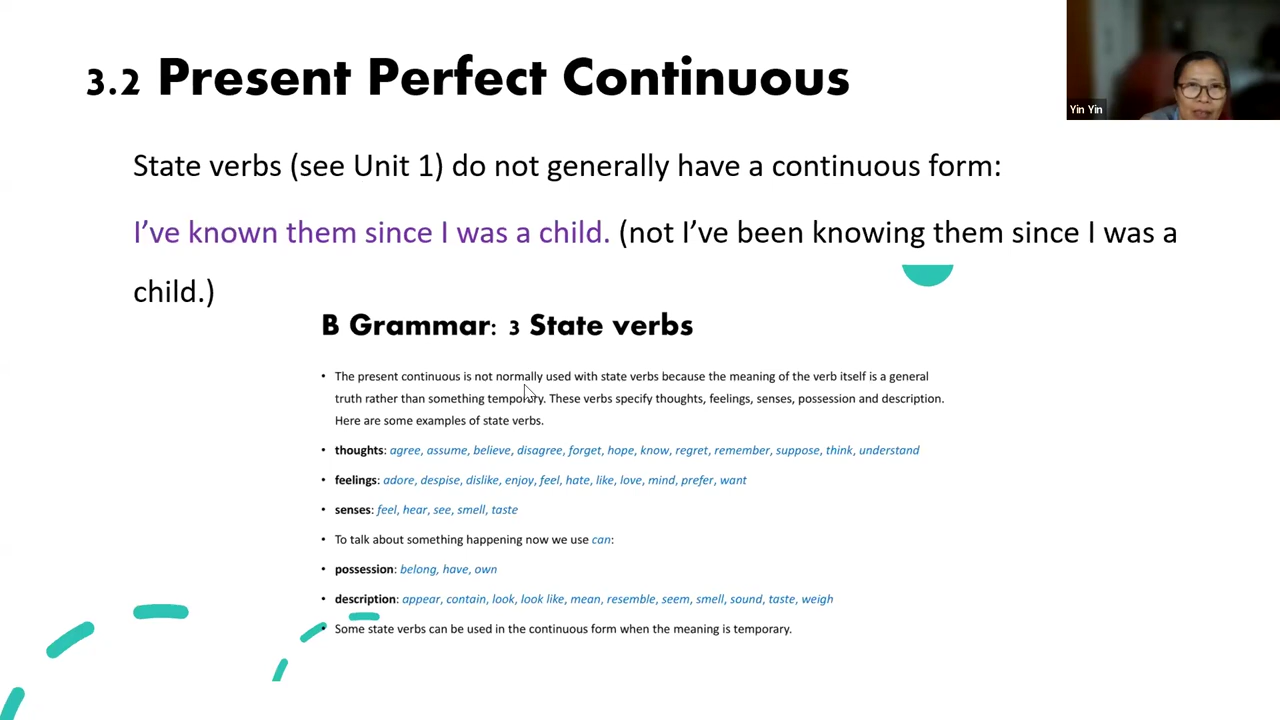 3.2 Present Perfect Continuous
Yin Yin
State verbs (see Unit 1) do not generally have a continuous form:
I’ve known them since I was a child. (not I’ve been knowing them since I was a
child.)
B Grammar: 3 State verbs
• The present continuous is not normally used with state verbs because the meaning of the verb itself is a general
truth rather than something temporary. These verbs specify thoughts, feelings, senses, possession and description.
Here are some examples of state verbs.
• thoughts: agree, assume, believe, disagree, forget, hope, know, regret, remember, suppose, think, understand
• feelings: adore, despise, dislike, enjoy, feel, hate, like, love, mind, prefer, want
• senses: feel, hear, see, smell, taste
• To talk about something happening now we use can:
• possession: belong, have, own
• description: appear, contain, look, look like, mean, resemble, seem, smell, sound, taste, weigh
• Some state verbs can be used in the continuous form when the meaning is temporary.